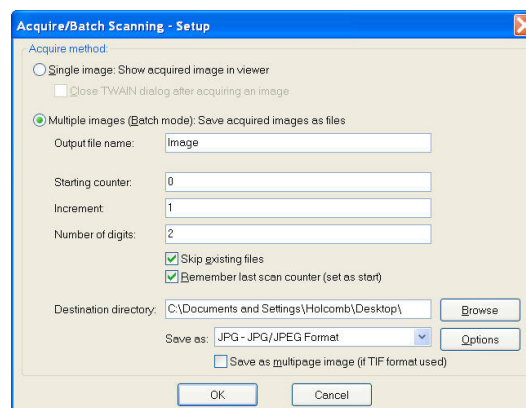 Acquire/Batch Scanning - Setup
Acquire method:
Single image: Show acquired image in viewer
Close TWAIN dialog after acquiring an image
Multiple images (Batch mode): Save acquired images as files
Output file name: Image
Starting counter: 0
Increment: 1
Number of digits: 2
Skip existing files
Remember last scan counter (set as start)
Destination directory: C:\Documents and Settings\Holcomb\Desktop\ Browse
Save as: JPG - JPG/JPEG Format Options
Save as multipage image (if TIF format used)
OK Cancel